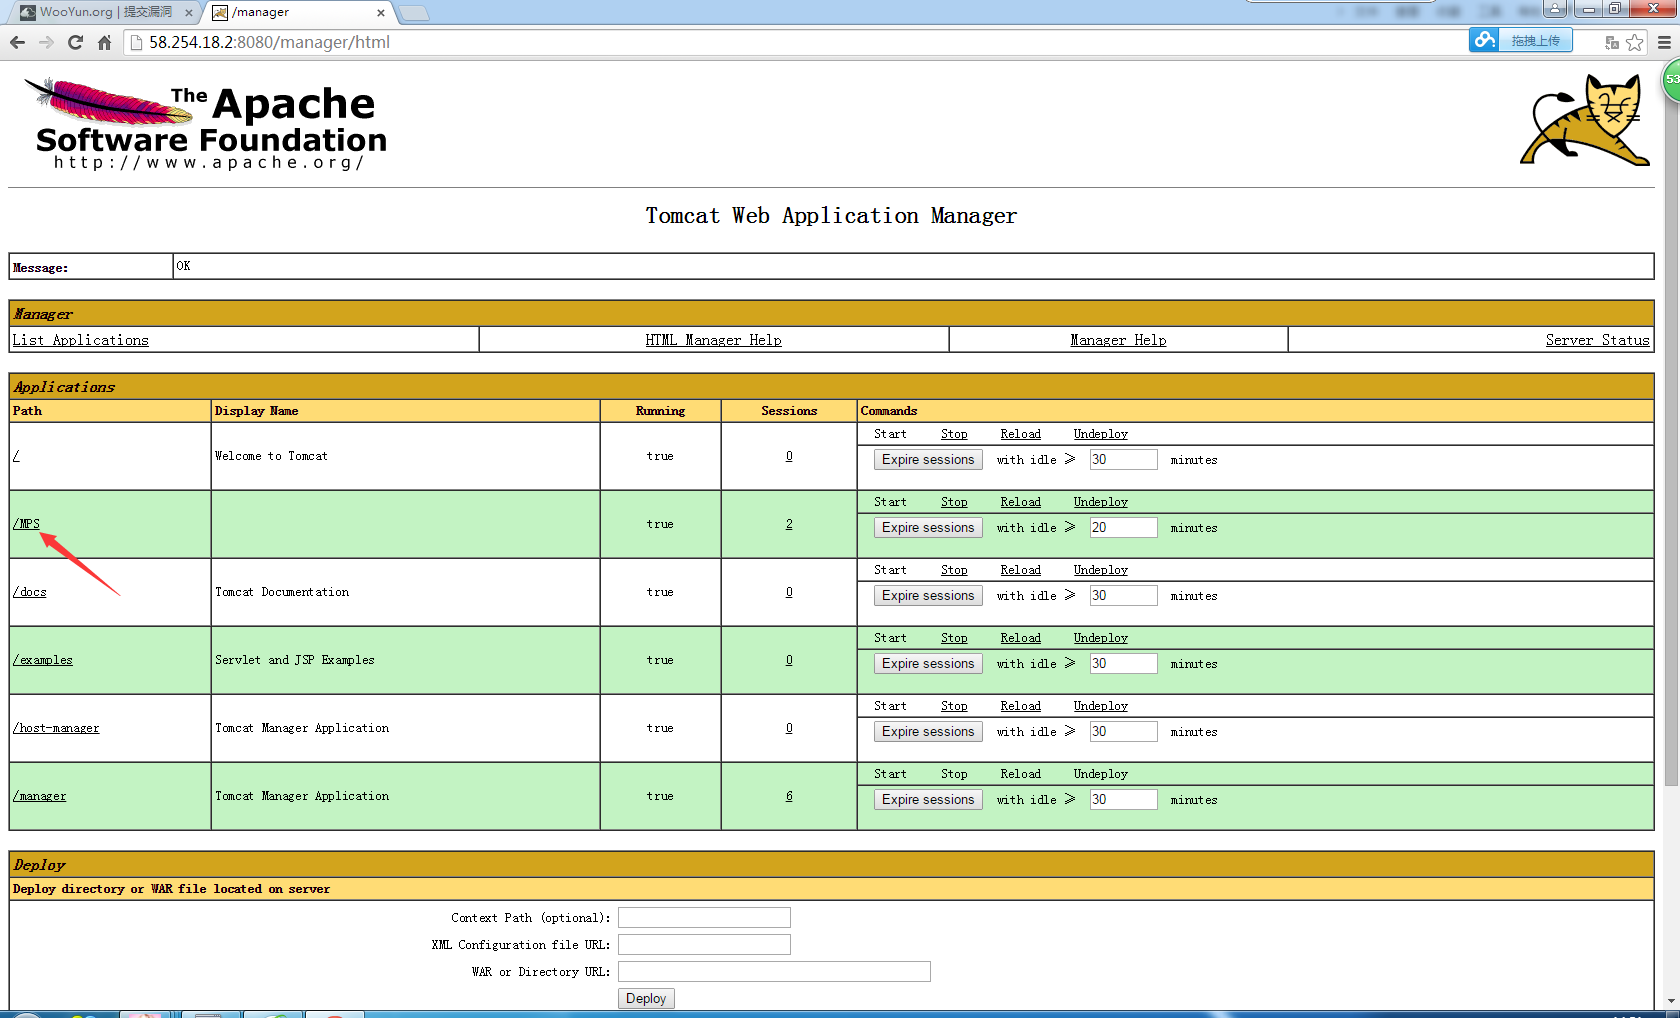 WooYun.org | 提交漏洞
/manager
58.254.18.2:8080/manager/html
拖拽上传
53
The Apache
Software Foundation
http://www.apache.org/
Tomcat Web Application Manager
Message: OK
Manager
List Applications HTML Manager Help Manager Help Server Status
Applications
Path Display Name Running Sessions Commands
/ Welcome to Tomcat true 0 Start Stop Reload Undeploy
Expire sessions with idle ≥ 30 minutes
/MPS true 2 Start Stop Reload Undeploy
Expire sessions with idle ≥ 20 minutes
/docs Tomcat Documentation true 0 Start Stop Reload Undeploy
Expire sessions with idle ≥ 30 minutes
/examples Servlet and JSP Examples true 0 Start Stop Reload Undeploy
Expire sessions with idle ≥ 30 minutes
/host-manager Tomcat Manager Application true 0 Start Stop Reload Undeploy
Expire sessions with idle ≥ 30 minutes
/manager Tomcat Manager Application true 6 Start Stop Reload Undeploy
Expire sessions with idle ≥ 30 minutes
Deploy
Deploy directory or WAR file located on server
Context Path (optional):
XML Configuration file URL:
WAR or Directory URL:
Deploy